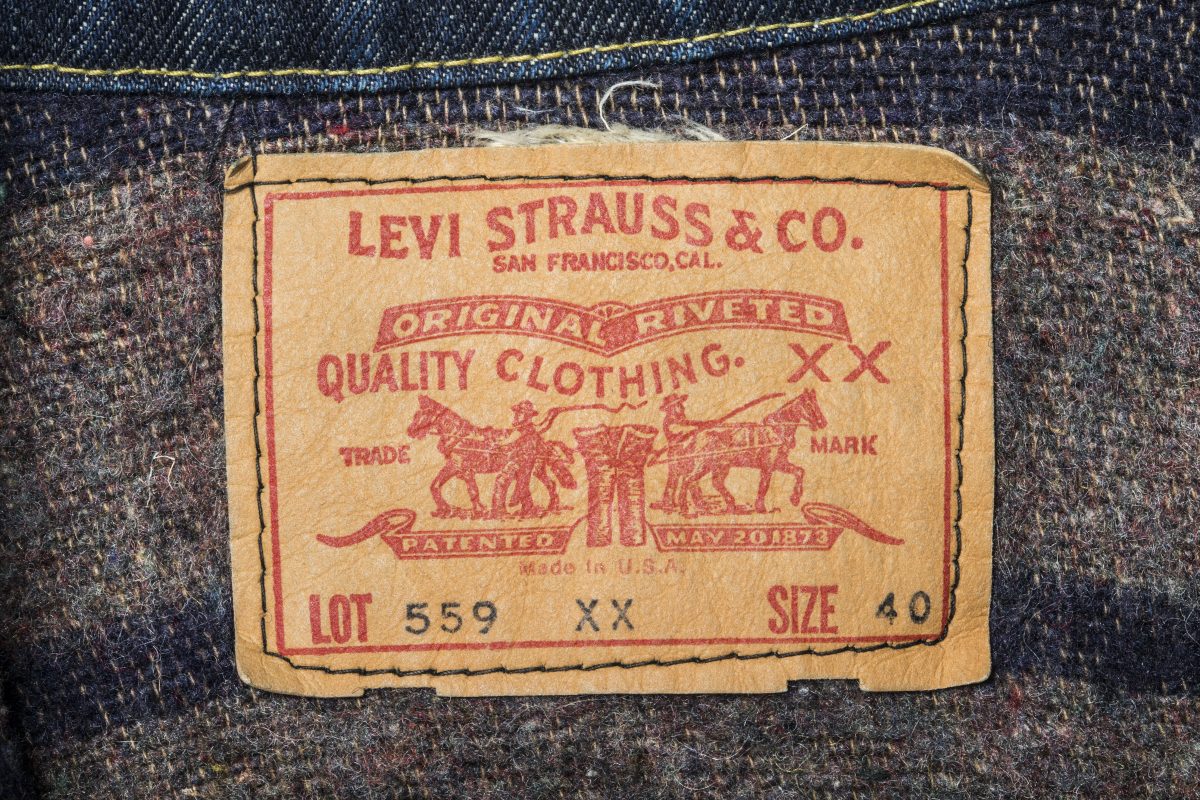 LEVI STRAUSS & CO.
SAN FRANCISCO, CAL.
ORIGINAL RIVETED
QUALITY CLOTHING. XX
TRADE MARK
PATENTED MAY 20 1873
Made in U.S.A.
LOT 559 XX SIZE 40